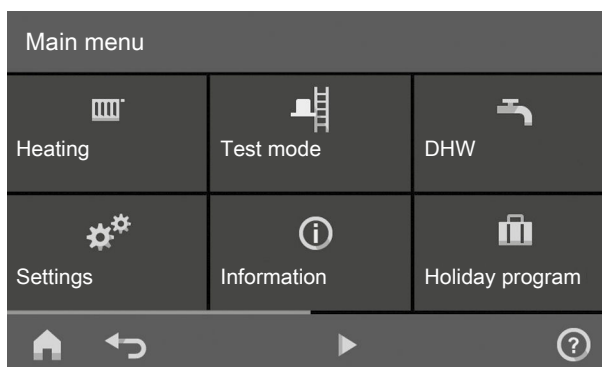 Main menu
Heating
Test mode
DHW
Settings
Information
Holiday program
?